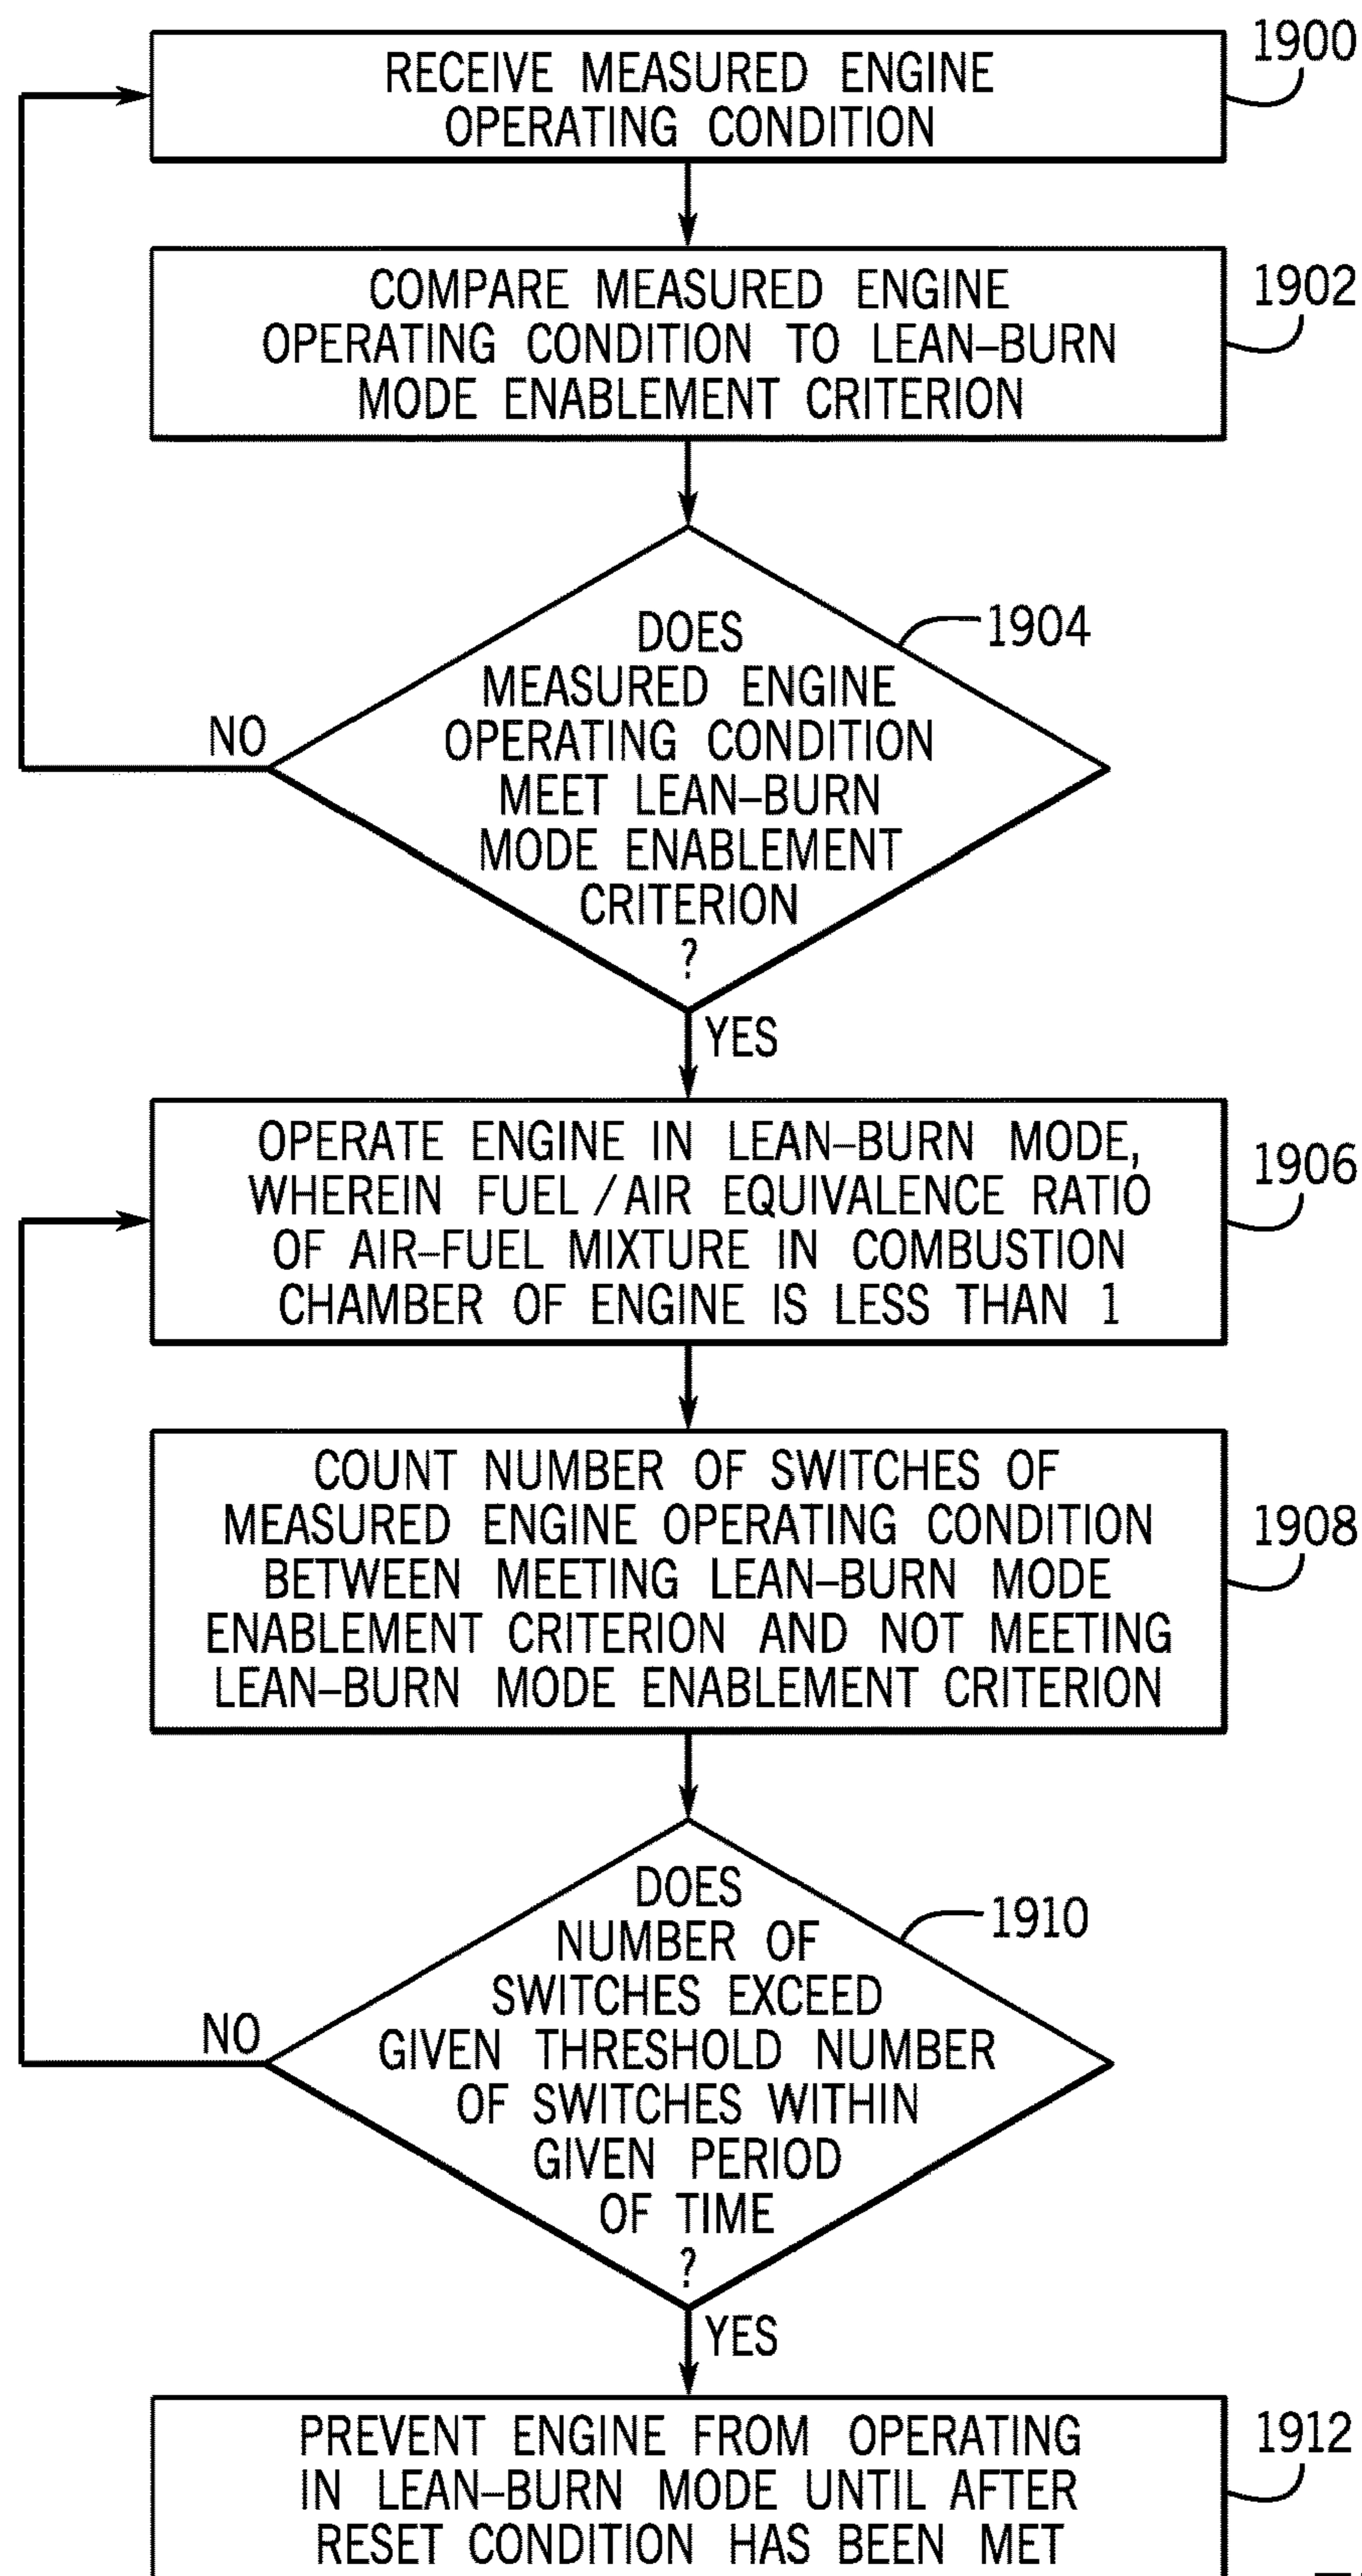 RECEIVE MEASURED ENGINE
OPERATING CONDITION
1900
COMPARE MEASURED ENGINE
OPERATING CONDITION TO LEAN–BURN
MODE ENABLEMENT CRITERION
1902
DOES
MEASURED ENGINE
OPERATING CONDITION
MEET LEAN–BURN
MODE ENABLEMENT
CRITERION
?
1904
NO
YES
OPERATE ENGINE IN LEAN–BURN MODE,
WHEREIN FUEL/AIR EQUIVALENCE RATIO
OF AIR–FUEL MIXTURE IN COMBUSTION
CHAMBER OF ENGINE IS LESS THAN 1
1906
COUNT NUMBER OF SWITCHES OF
MEASURED ENGINE OPERATING CONDITION
BETWEEN MEETING LEAN–BURN MODE
ENABLEMENT CRITERION AND NOT MEETING
LEAN–BURN MODE ENABLEMENT CRITERION
1908
DOES
NUMBER OF
SWITCHES EXCEED
GIVEN THRESHOLD NUMBER
OF SWITCHES WITHIN
GIVEN PERIOD
OF TIME
?
1910
NO
YES
PREVENT ENGINE FROM OPERATING
IN LEAN–BURN MODE UNTIL AFTER
RESET CONDITION HAS BEEN MET
1912